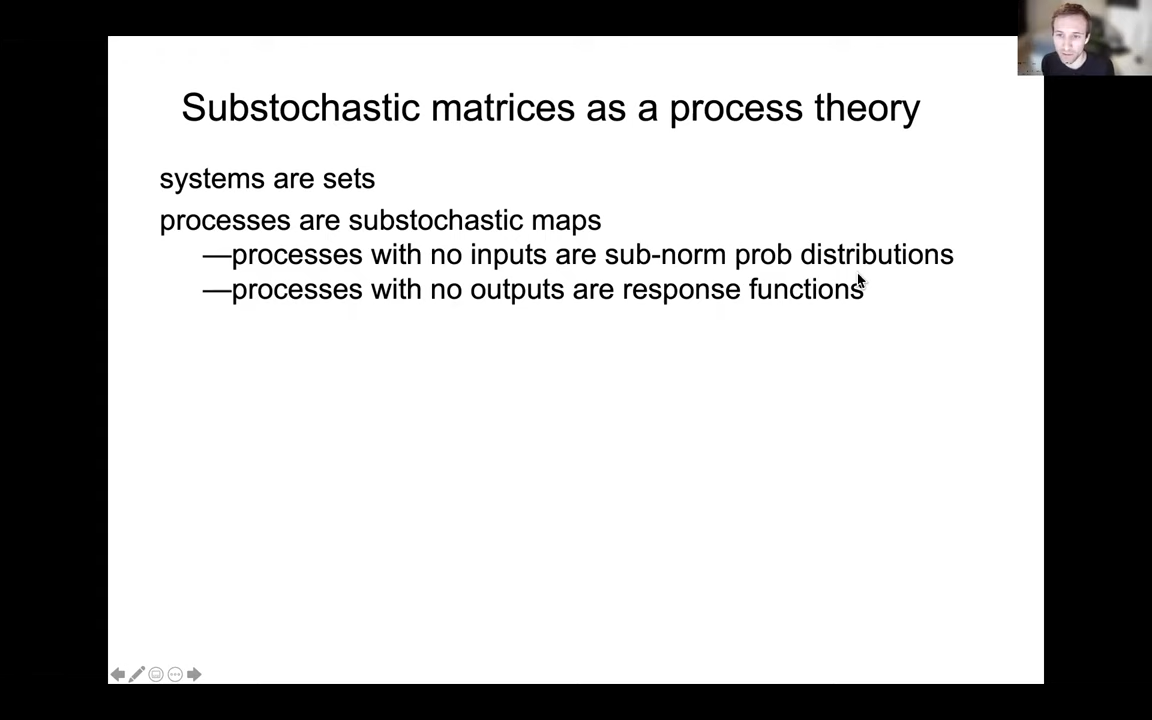 Substochastic matrices as a process theory
systems are sets
processes are substochastic maps
—processes with no inputs are sub-norm prob distributions
—processes with no outputs are response functions